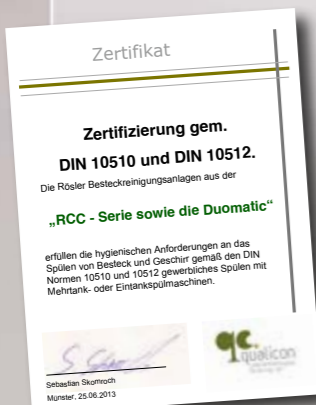 Zertifikat
Zertifizierung gem.
DIN 10510 und DIN 10512.
Die Rösler Besteckreinigungsanlagen aus der
„RCC - Serie sowie die Duomatic“
erfüllen die hygienischen Anforderungen an das
Spülen von Besteck und Geschirr gemäß den DIN
Normen 10510 und 10512 gewerbliches Spülen mit
Mehrtank- oder Eintankspülmaschinen.
qc.
qualicon
Sebastian Skomroch
Münster, 25.06.2013